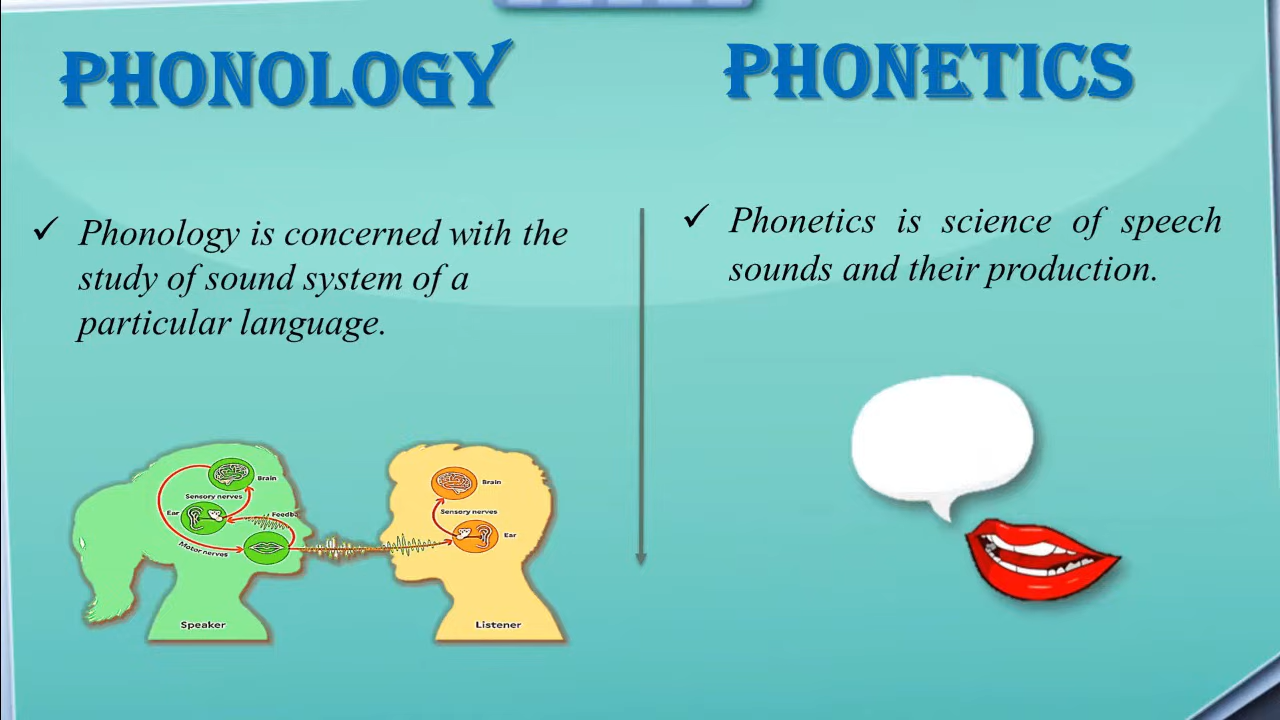 PHONOLOGY
PHONETICS
✓ Phonology is concerned with the
study of sound system of a
particular language.
✓ Phonetics is science of speech
sounds and their production.
Brain
Sensory nerves
Ear
Feedba
Motor nerves
Speaker
Brain
Sensory nerves
Ear
Listener